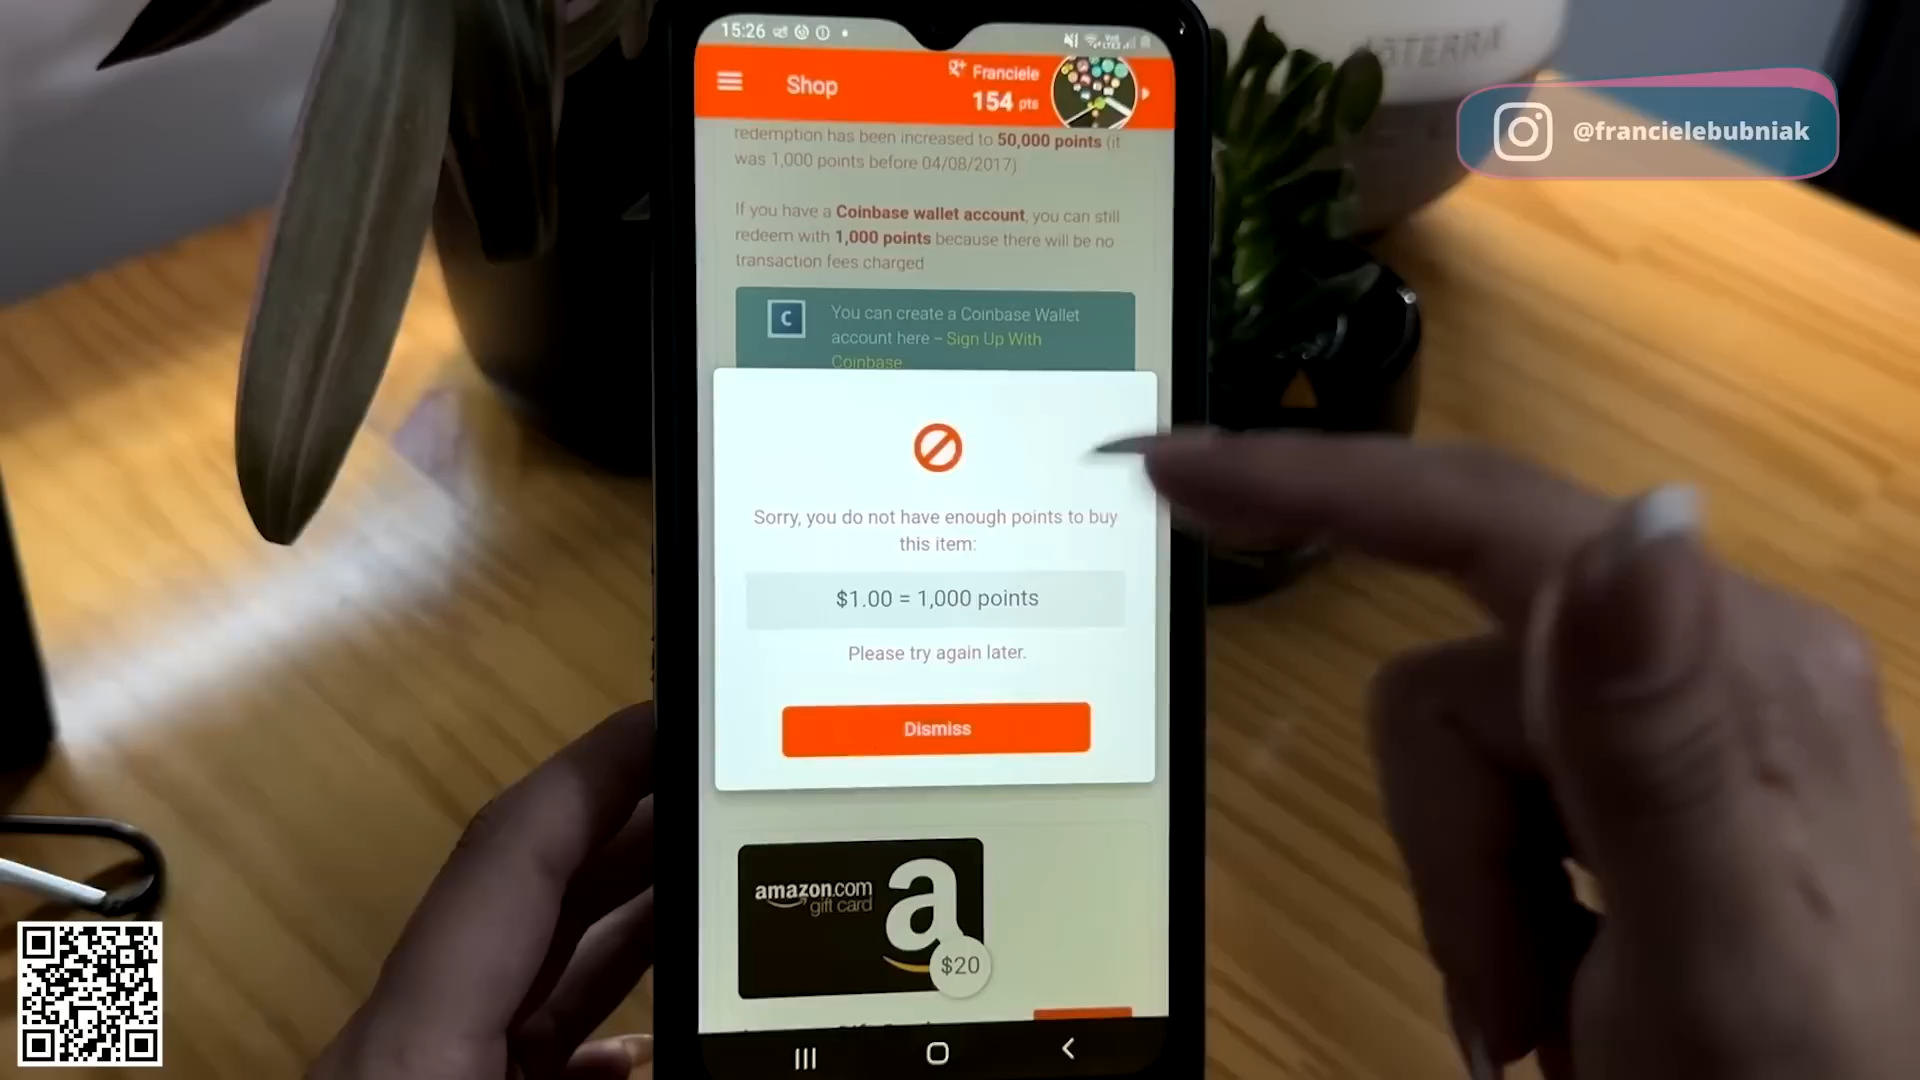 15:26
Shop
Franciele
154 pts
redemption has been increased to 50,000 points (it
was 1,000 points before 04/08/2017)
If you have a Coinbase wallet account, you can still
redeem with 1,000 points because there will be no
transaction fees charged
C
You can create a Coinbase Wallet
account here – Sign Up With
Coinbase
Sorry, you do not have enough points to buy
this item:
$1.00 = 1,000 points
Please try again later.
Dismiss
amazon.com
gift card
a
$20
dōTERRA
@francielebubniak